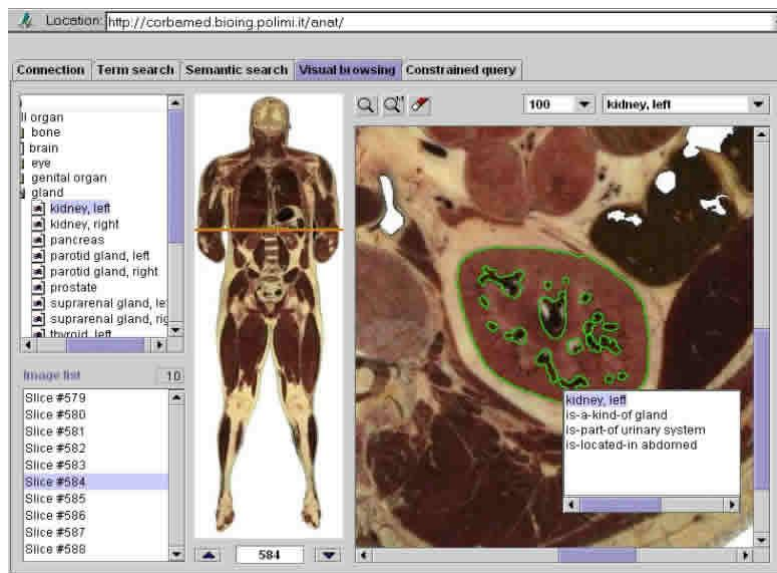 Location: http://corbamed.bioing.polimi.it/anat/
Connection Term search Semantic search Visual browsing Constrained query
ll organ
bone
brain
eye
genital organ
gland
kidney, left
kidney, right
pancreas
parotid gland, left
parotid gland, right
prostate
suprarenal gland, le
suprarenal gland, rig
thyroid, left
Image list 10
Slice #579
Slice #580
Slice #581
Slice #582
Slice #583
Slice #584
Slice #585
Slice #586
Slice #587
Slice #588
584
100 kidney, left
kidney, left
is-a-kind-of gland
is-part-of urinary system
is-located-in abdomed